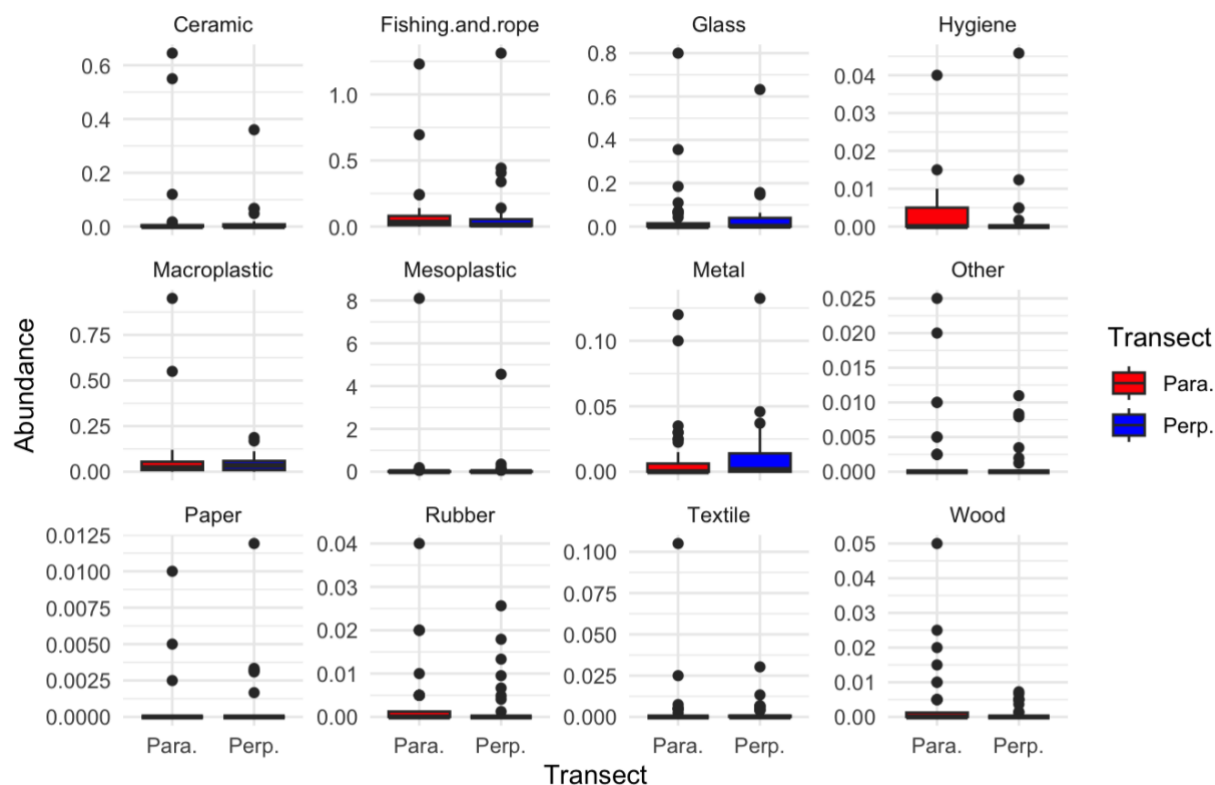 Ceramic Fishing.and.rope Glass Hygiene
0.6 1.0 0.8 0.04
0.4 0.5 0.6 0.03
0.2 0.0 0.4 0.02
0.0 0.2 0.01
0.0 0.00
Macroplastic Mesoplastic Metal Other
0.75 8 0.10 0.025
0.50 6 0.05 0.020
0.25 4 0.00 0.015
0.00 2 0.010
0 0.005
0.000
Paper Rubber Textile Wood
0.0125 0.04 0.100 0.05
0.0100 0.03 0.075 0.04
0.0075 0.02 0.050 0.03
0.0050 0.01 0.025 0.02
0.0025 0.00 0.000 0.01
0.0000 0.00
Para. Perp. Para. Perp. Para. Perp. Para. Perp.
Transect
Abundance
Transect
Para.
Perp.